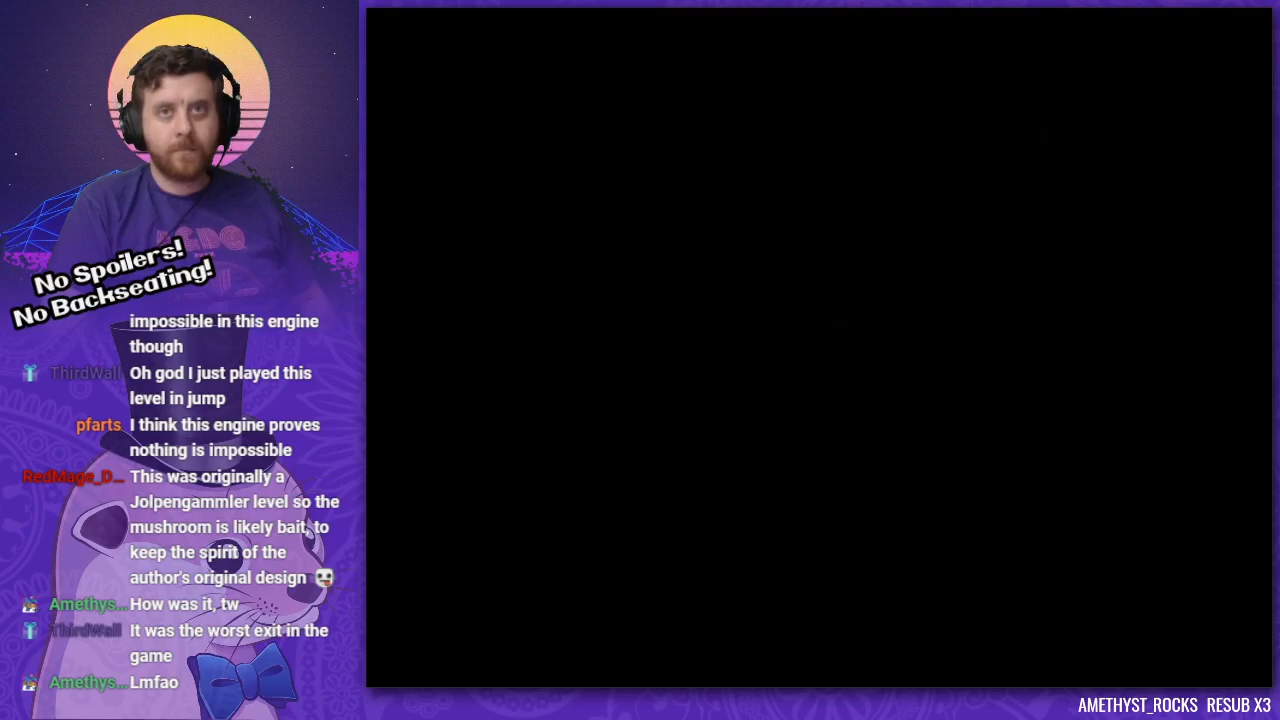 No Spoilers!
No Backseating!
impossible in this engine
though
ThirdWall Oh god I just played this
level in jump
pfarts I think this engine proves
nothing is impossible
RedMage_D... This was originally a
Jolpengammler level so the
mushroom is likely bait, to
keep the spirit of the
author's original design
Amethys... How was it, tw
ThirdWall It was the worst exit in the
game
Amethys... Lmfao
AMETHYST_ROCKS RESUB X3